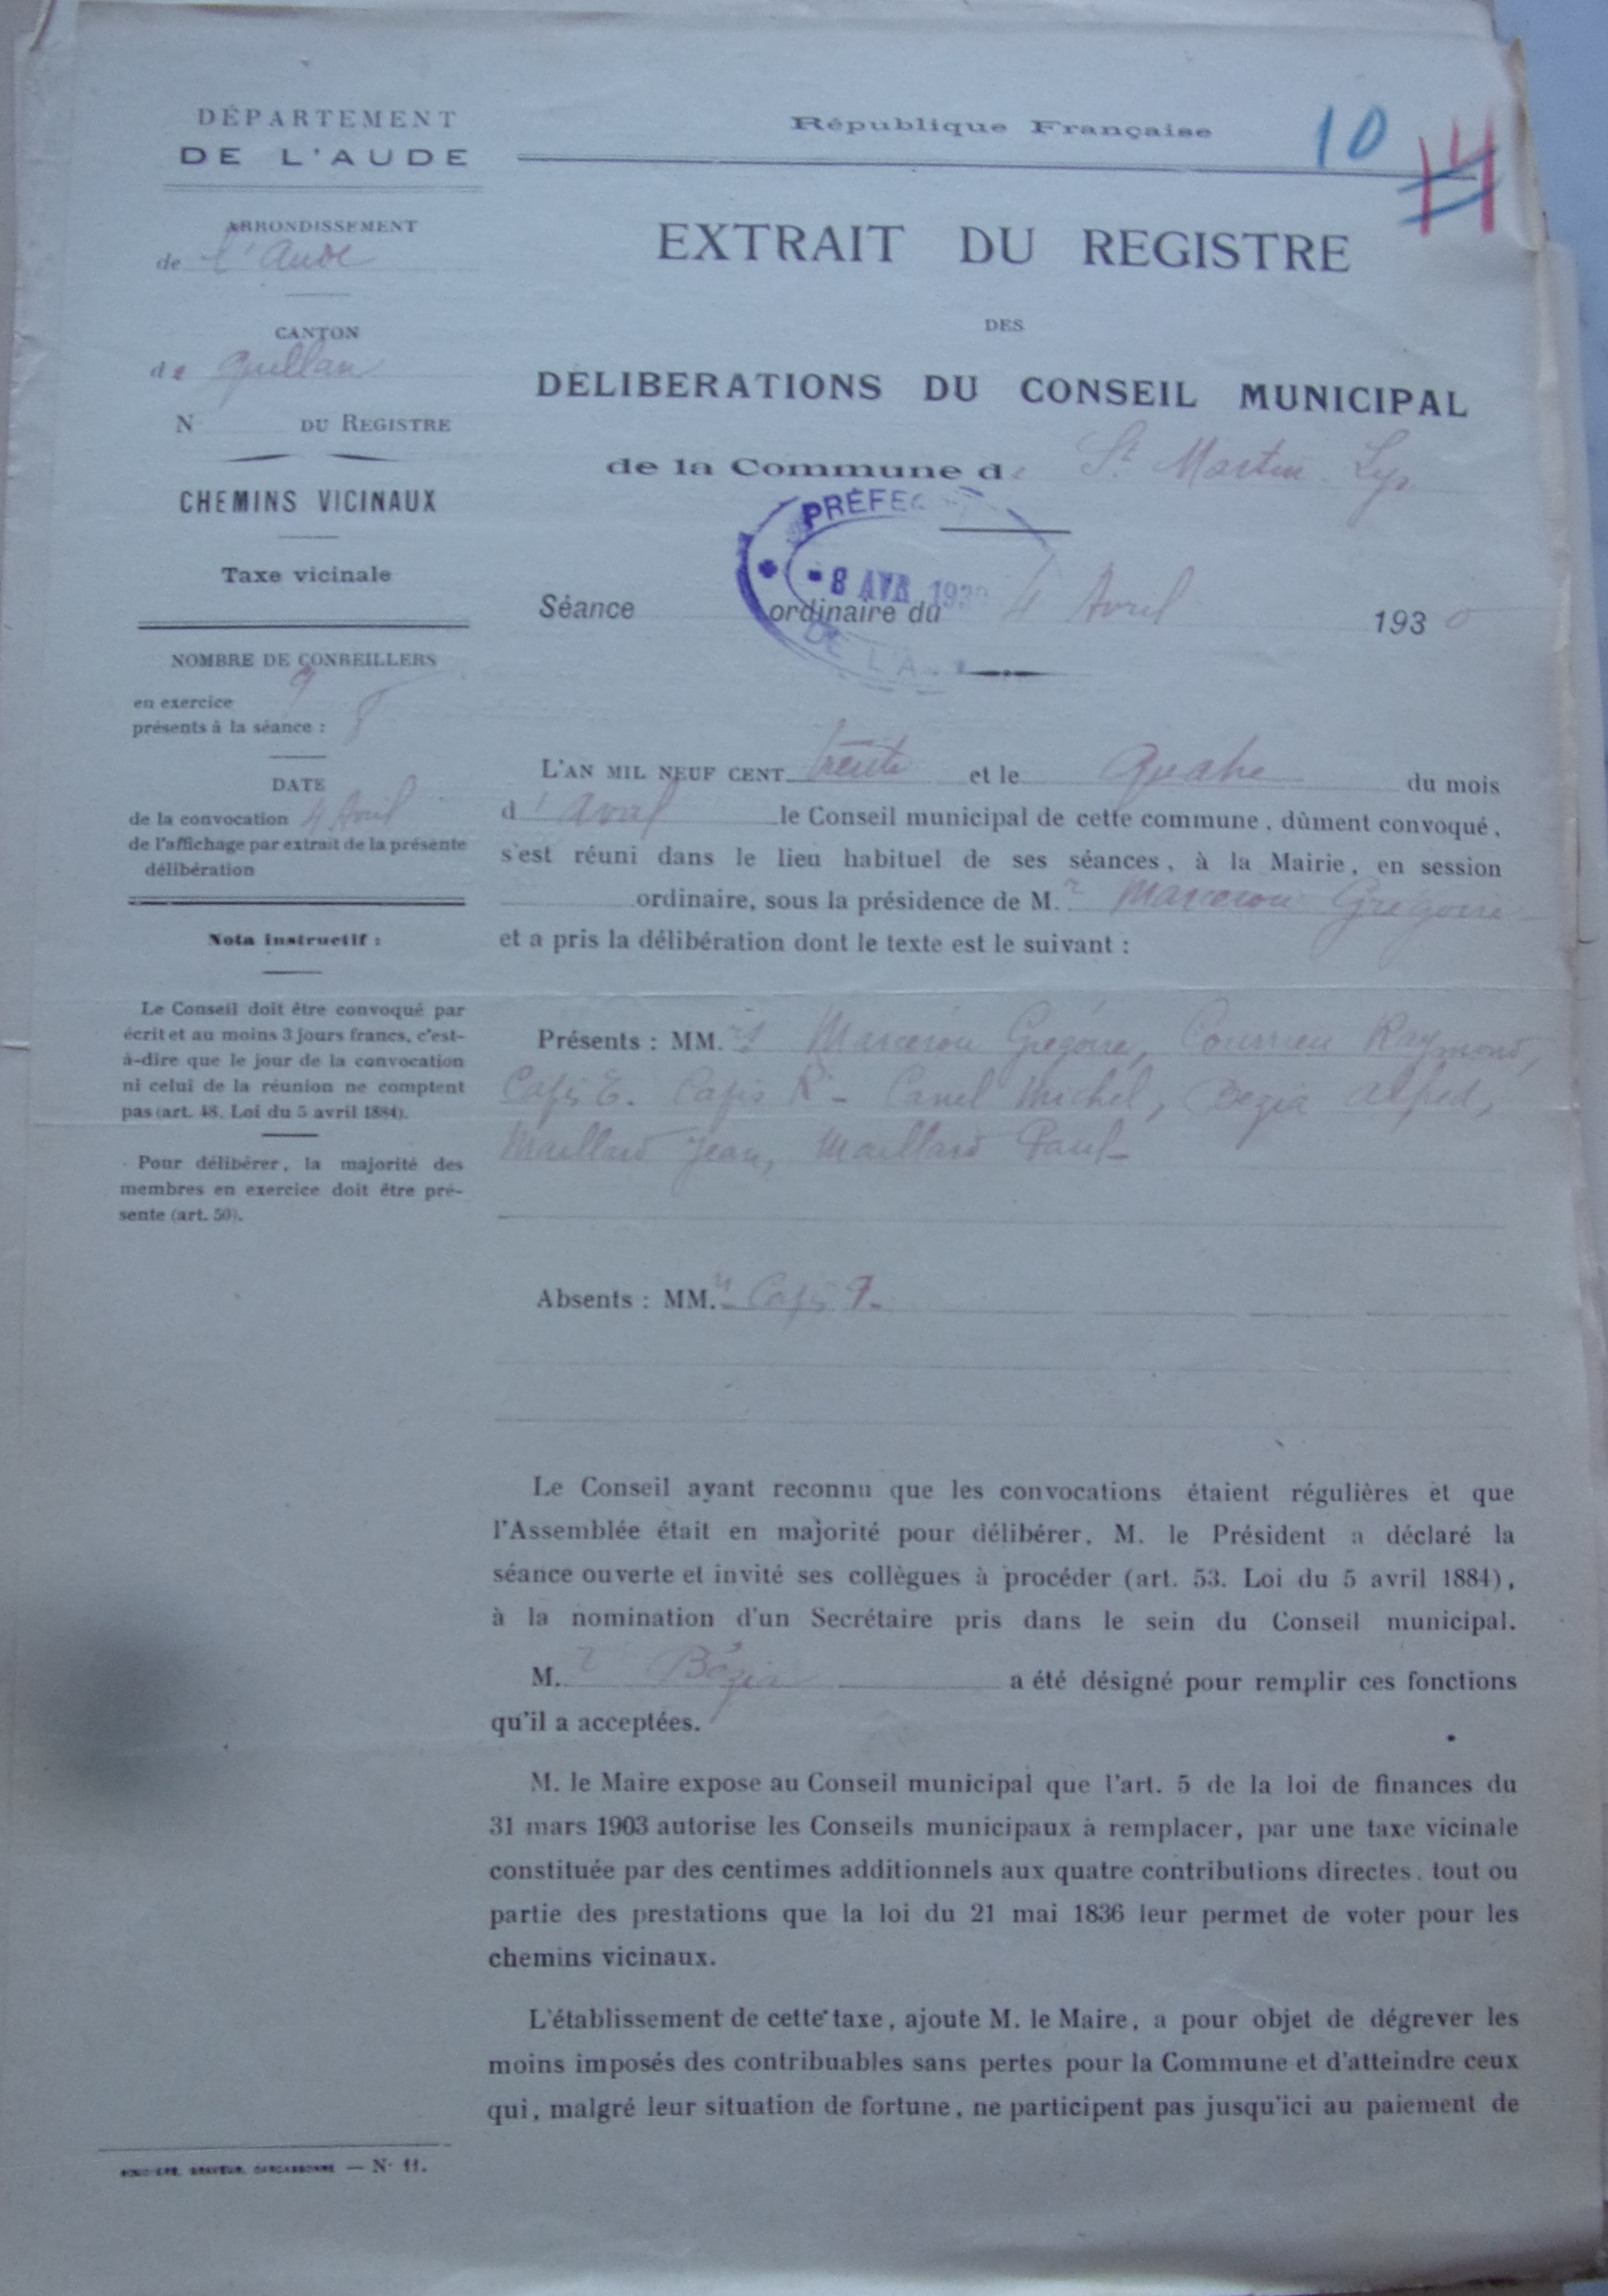 DÉPARTEMENT
DE L'AUDE
ARRONDISSEMENT
de l'Aude
CANTON
de Quillan
N DU REGISTRE
CHEMINS VICINAUX
Taxe vicinale
NOMBRE DE CONSEILLERS
9
en exercice
présents à la séance : 8
DATE
de la convocation 4 Avril
de l'affichage par extrait de la présente
délibération
Nota instructif :
Le Conseil doit être convoqué par
écrit et au moins 3 jours francs, c'est-
à-dire que le jour de la convocation
ni celui de la réunion ne comptent
pas (art. 48. Loi du 5 avril 1884).
Pour délibérer, la majorité des
membres en exercice doit être pré-
sente (art. 50).
GRAVEUR, CARCASSONNE — N° 11.
République Française
10
EXTRAIT DU REGISTRE
DES
DÉLIBERATIONS DU CONSEIL MUNICIPAL
de la Commune de St Martin Lys
PRÉFEC
8 AVR 193
DE L'A
Séance ordinaire du 4 Avril 1930
L'AN MIL NEUF CENT trente et le Quatre du mois
d'avril le Conseil municipal de cette commune, dûment convoqué,
s'est réuni dans le lieu habituel de ses séances, à la Mairie, en session
ordinaire, sous la présidence de M.r Marcerou Grégoire
et a pris la délibération dont le texte est le suivant :
Présents : MM.rs Marcerou Grégoire, Raymond,
E. R - Canel Michel, Alfred,
Maillard Jean, Maillard Paul -
Absents : MM.
Le Conseil ayant reconnu que les convocations étaient régulières et que
l'Assemblée était en majorité pour délibérer, M. le Président a déclaré la
séance ouverte et invité ses collègues à procéder (art. 53. Loi du 5 avril 1884),
à la nomination d'un Secrétaire pris dans le sein du Conseil municipal.
M.r Bézia a été désigné pour remplir ces fonctions
qu'il a acceptées.
M. le Maire expose au Conseil municipal que l'art. 5 de la loi de finances du
31 mars 1903 autorise les Conseils municipaux à remplacer, par une taxe vicinale
constituée par des centimes additionnels aux quatre contributions directes, tout ou
partie des prestations que la loi du 21 mai 1836 leur permet de voter pour les
chemins vicinaux.
L'établissement de cette taxe, ajoute M. le Maire, a pour objet de dégrever les
moins imposés des contribuables sans pertes pour la Commune et d'atteindre ceux
qui, malgré leur situation de fortune, ne participent pas jusqu'ici au paiement de